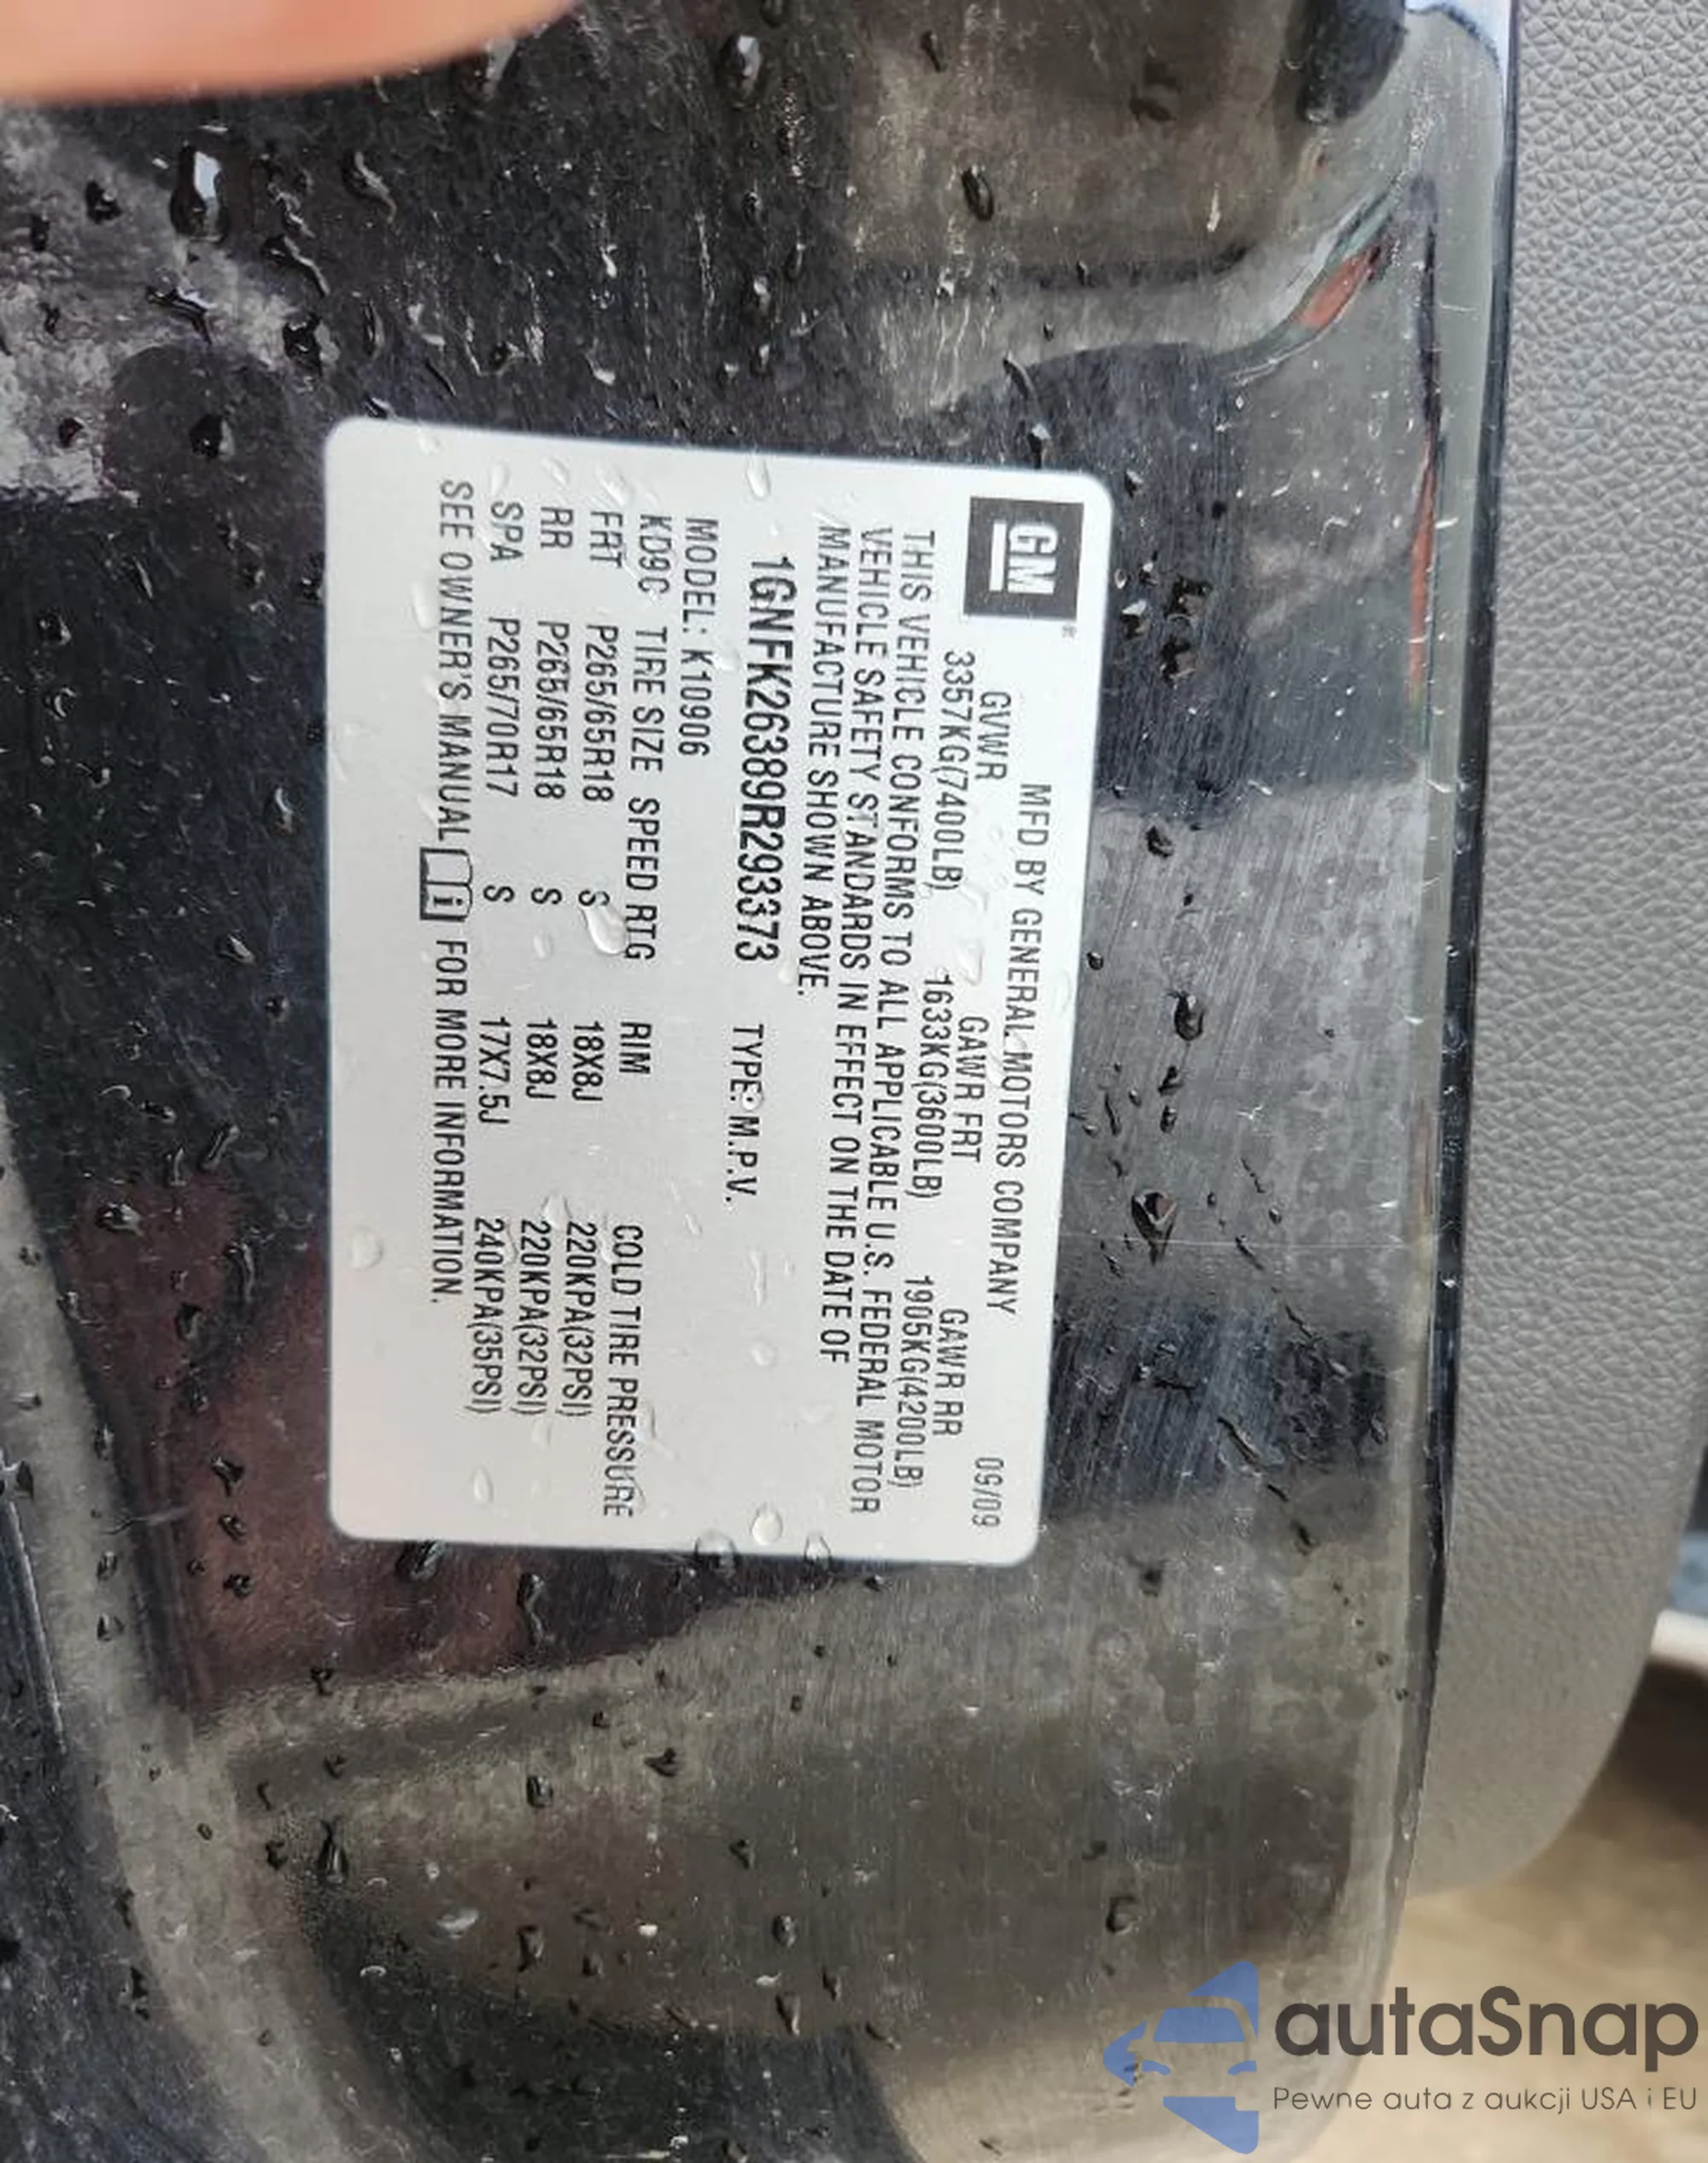 GM®
MFD BY GENERAL MOTORS COMPANY 09/09
GVWR GAWR FRT GAWR RR
3357KG(7400LB) 1633KG(3600LB) 1905KG(4200LB)
THIS VEHICLE CONFORMS TO ALL APPLICABLE U.S. FEDERAL MOTOR
VEHICLE SAFETY STANDARDS IN EFFECT ON THE DATE OF
MANUFACTURE SHOWN ABOVE.
1GNFK26389R293373 TYPE: M.P.V.
MODEL: K10906
KD9C TIRE SIZE SPEED RTG RIM COLD TIRE PRESSURE
FRT P265/65R18 S 18X8J 220KPA(32PSI)
RR P265/65R18 S 18X8J 220KPA(32PSI)
SPA P265/70R17 S 17X7.5J 240KPA(35PSI)
SEE OWNER'S MANUAL i FOR MORE INFORMATION.
autaSnap
Pewne auta z aukcji USA i EU